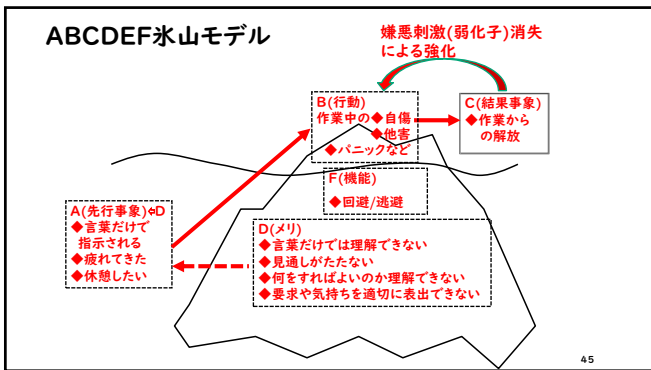 ABCDEF氷山モデル
嫌悪刺激(弱化子)消失
による強化
B(行動)
作業中の◆自傷
◆他害
◆パニックなど
C(結果事象)
◆作業から
の解放
F(機能)
◆回避/逃避
A(先行事象)⇦D
◆言葉だけで
指示される
◆疲れてきた
◆休憩したい
D(メリ)
◆言葉だけでは理解できない
◆見通しがたたない
◆何をすればよいのか理解できない
◆要求や気持ちを適切に表出できない
45